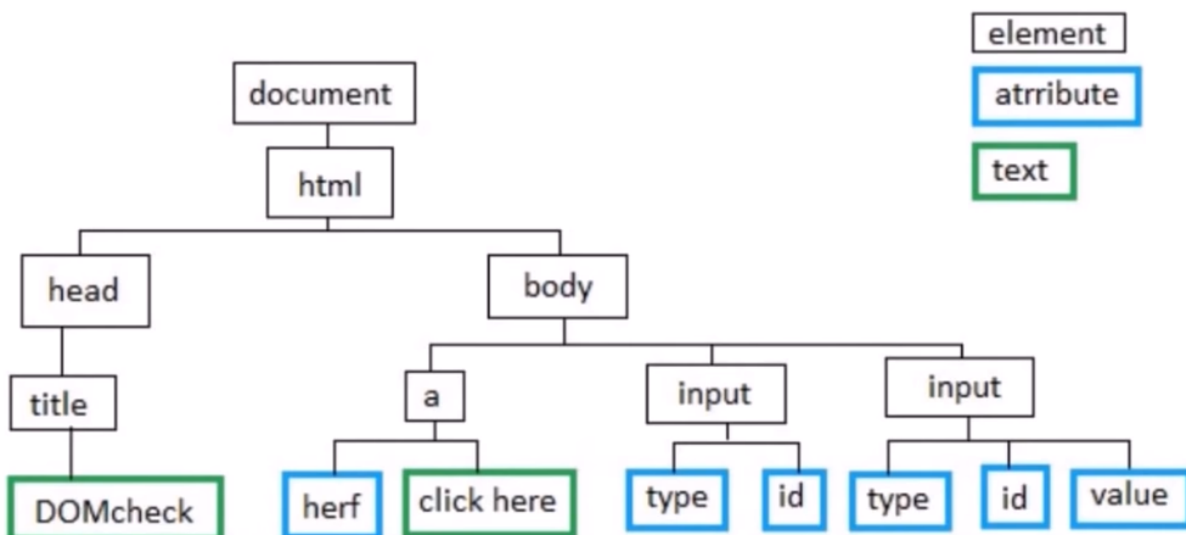 element
document
atrribute
text
html
head
body
title
a
input
input
DOMcheck
herf
click here
type
id
type
id
value